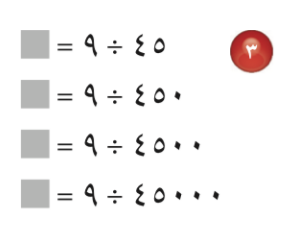 ٣
٤٥ ÷ ٩ =
٤٥٠ ÷ ٩ =
٤٥٠٠ ÷ ٩ =
٤٥٠٠٠ ÷ ٩ =